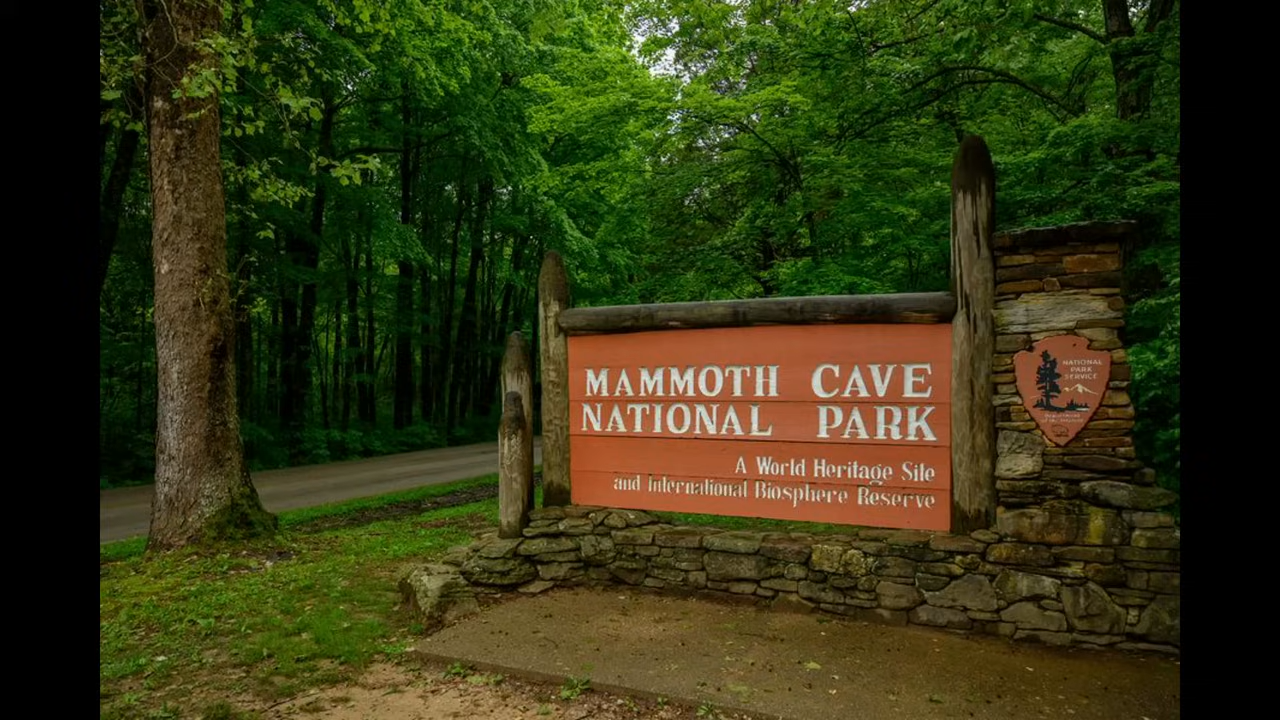 MAMMOTH CAVE
NATIONAL PARK
A World Heritage Site
and International Biosphere Reserve
NATIONAL
PARK
SERVICE